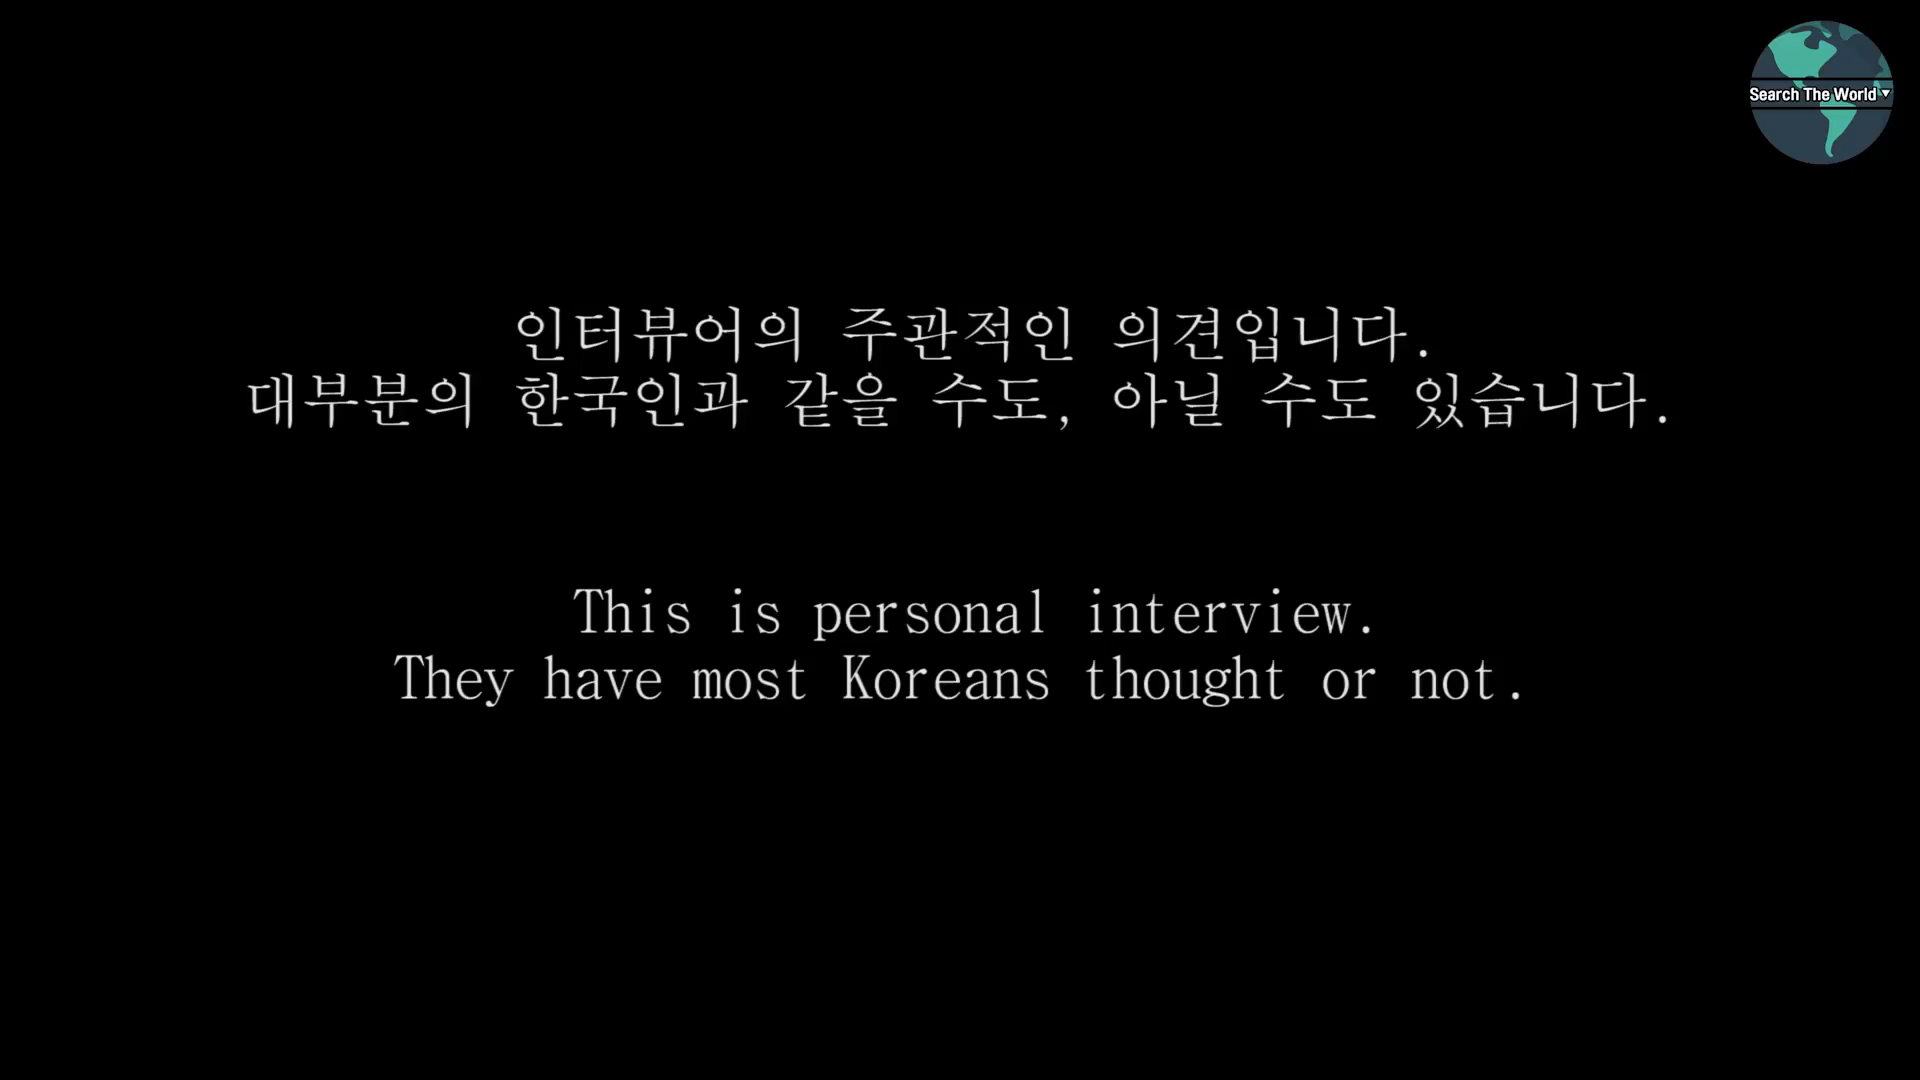 Search The World ▼
인터뷰어의 주관적인 의견입니다.
대부분의 한국인과 같을 수도, 아닐 수도 있습니다.
This is personal interview.
They have most Koreans thought or not.